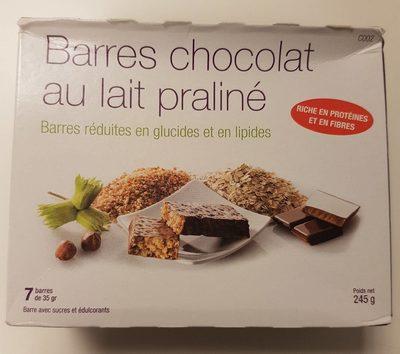 C002
Barres chocolat
au lait praliné
Barres réduites en glucides et en lipides
RICHE EN PROTÉINES
ET EN FIBRES
7 barres
de 35 gr
Poids net
245 g
Barre avec sucres et édulcorants